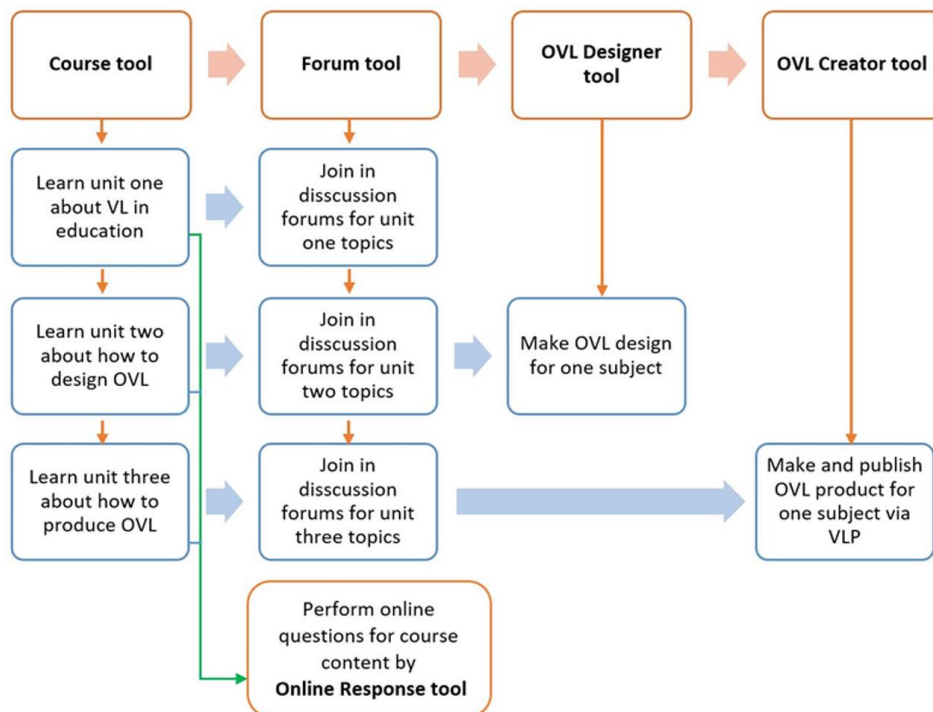 Course tool
Forum tool
OVL Designer
tool
OVL Creator tool
Learn unit one
about VL in
education
Join in
disscussion
forums for unit
one topics
Learn unit two
about how to
design OVL
Join in
disscussion
forums for unit
two topics
Make OVL design
for one subject
Learn unit three
about how to
produce OVL
Join in
disscussion
forums for unit
three topics
Make and publish
OVL product for
one subject via
VLP
Perform online
questions for course
content by
Online Response tool